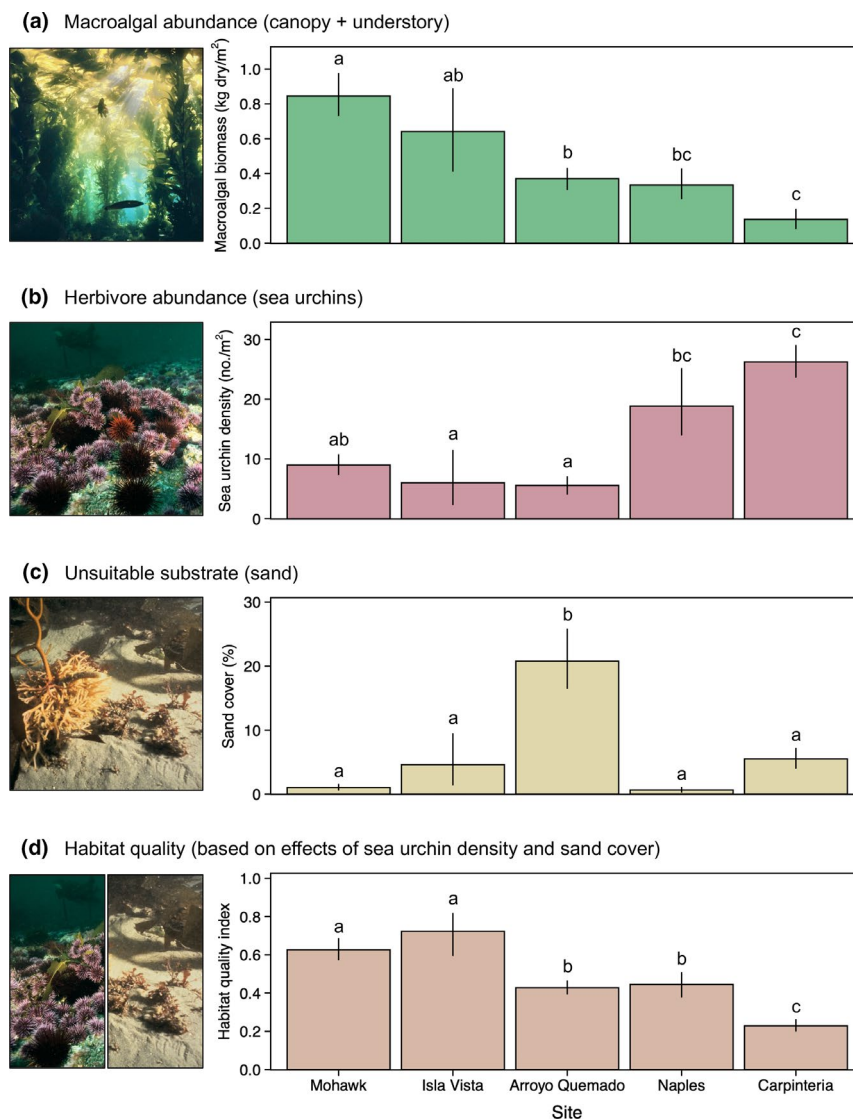 (a) Macroalgal abundance (canopy + understory)
Macroalgal biomass (kg dry/m²)
1.0
0.8
0.6
0.4
0.2
0.0
a
ab
b
bc
c
(b) Herbivore abundance (sea urchins)
Sea urchin density (no./m²)
30
20
10
0
ab
a
a
bc
c
(c) Unsuitable substrate (sand)
Sand cover (%)
30
20
10
0
a
a
b
a
a
(d) Habitat quality (based on effects of sea urchin density and sand cover)
Habitat quality index
1.0
0.8
0.6
0.4
0.2
0.0
a
a
b
b
c
Mohawk Isla Vista Arroyo Quemado Naples Carpinteria
Site